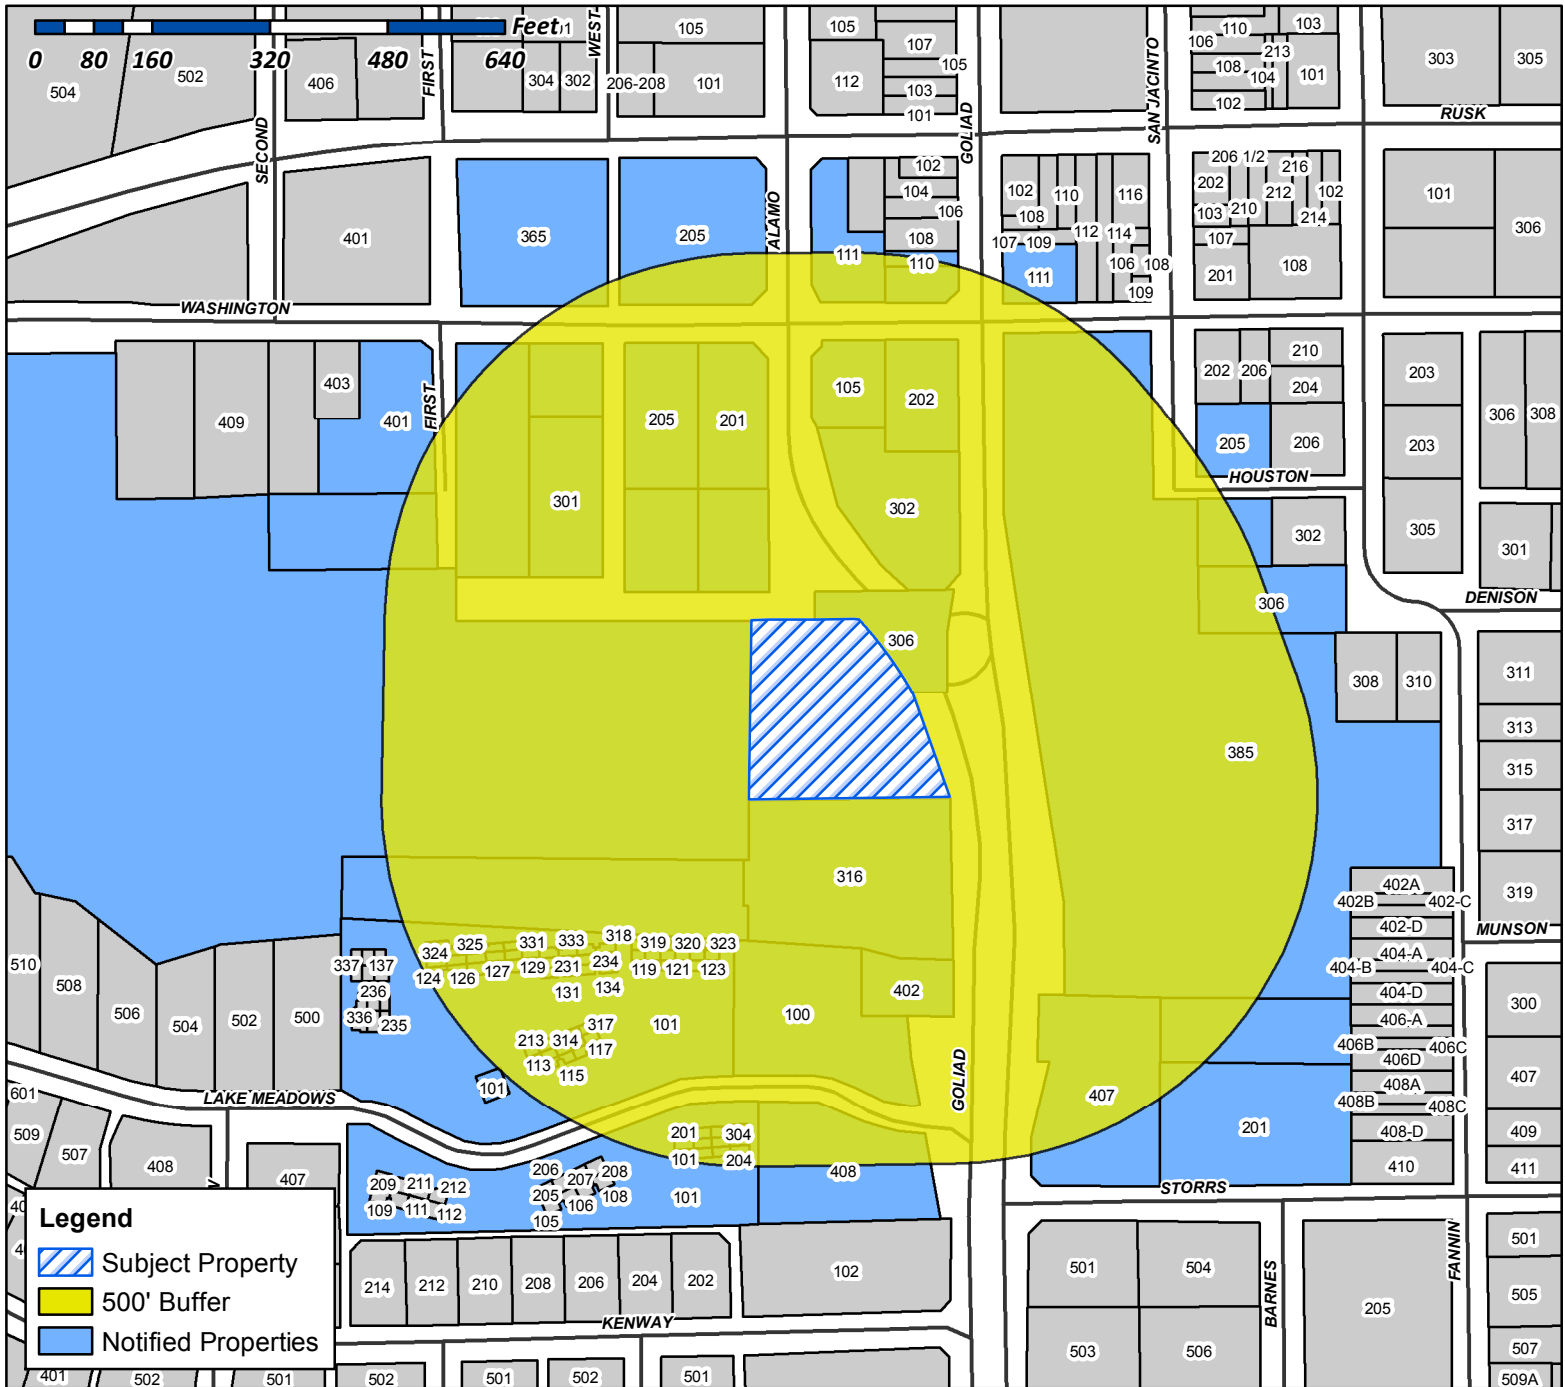 Feet
0 80 160 320 480 640
504 502 406 304 302 206-208 105 101
105 107 105 112 103 101
110 103 106 213 108 104 101 102
303 305
SECOND
FIRST
WEST
GOLIAD
SAN JACINTO
RUSK
401 365 205
ALAMO
111 102 104 106 108 110
102 110 116 108 112 114 107 109 106 108 111 109
206 1/2 216 202 212 102 103 210 214 107 201 108
101 306
WASHINGTON
409 403 401
FIRST
205 201 301
105 202 302
202 206 210 204 205 206
HOUSTON
203 203 305
306 308
301
302 306
DENISON
306
308 310
311 313 315 317 319
385
316
402A
402B 402-C
402-D
404-A
404-B 404-C
404-D
406-A
406B 406C
406D
408A
408B 408C
408-D
410
MUNSON
300 407 409 411
510 508 506 504 502 500
337 137
236
336 235
324 325 331 333 318 319 320 323
124 126 127 129 231 234 119 121 123
131 134
213 314 317
113 117
115
101
101
100
402
407
201
GOLIAD
LAKE MEADOWS
601
509 507 408 407
201 304
101 204
206 207 208
205 106 108
105
209 211 212
109 111 112
101
408
STORRS
214 212 210 208 206 204 202
102
KENWAY
501 504
503 506
BARNES
205
FANNIN
501 505 507 509A
401 502 501 502 501 502 501
Legend
Subject Property
500' Buffer
Notified Properties